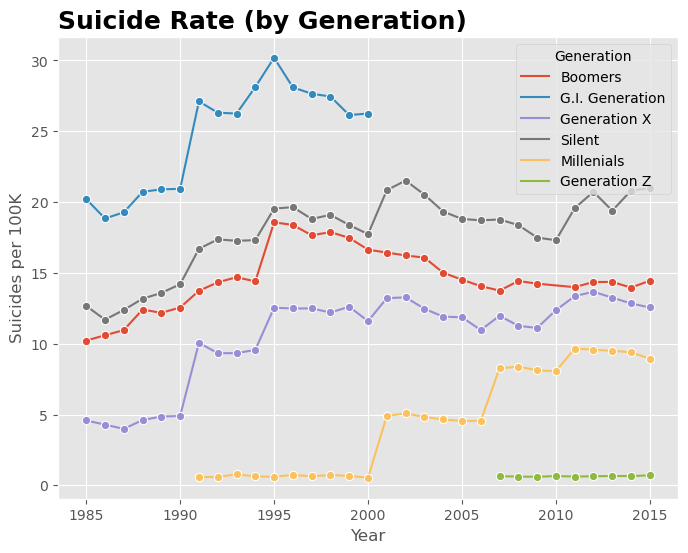 Suicide Rate (by Generation)
Generation
Boomers
G.I. Generation
Generation X
Silent
Millenials
Generation Z
Suicides per 100K
30
25
20
15
10
5
0
1985 1990 1995 2000 2005 2010 2015
Year